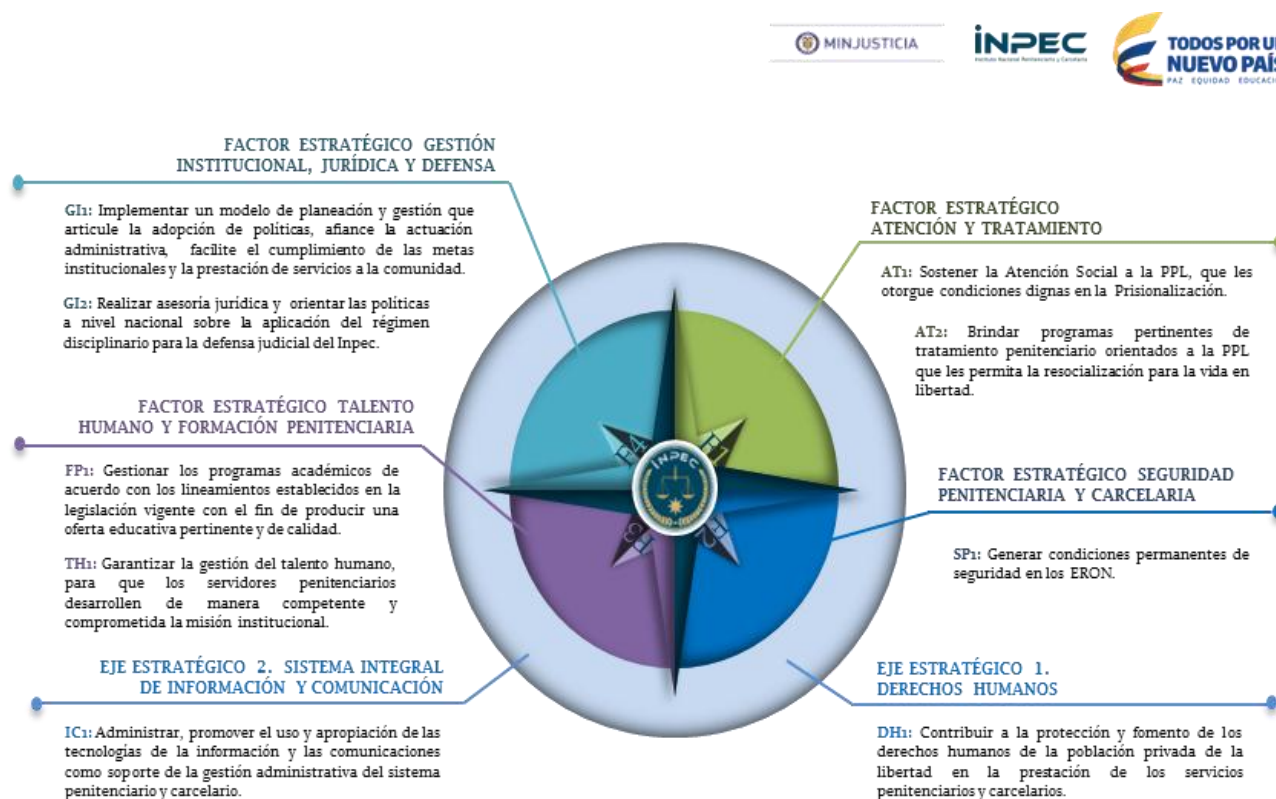 MINJUSTICIA
INPEC
Instituto Nacional Penitenciario y Carcelario
TODOS POR U
NUEVO PAÍS
PAZ EQUIDAD EDUCACI
FACTOR ESTRATÉGICO GESTIÓN
INSTITUCIONAL, JURÍDICA Y DEFENSA
GI1: Implementar un modelo de planeación y gestión que
articule la adopción de políticas, afiance la actuación
administrativa, facilite el cumplimiento de las metas
institucionales y la prestación de servicios a la comunidad.
GI2: Realizar asesoría jurídica y orientar las políticas
a nivel nacional sobre la aplicación del régimen
disciplinario para la defensa judicial del Inpec.
FACTOR ESTRATÉGICO TALENTO
HUMANO Y FORMACIÓN PENITENCIARIA
FP1: Gestionar los programas académicos de
acuerdo con los lineamientos establecidos en la
legislación vigente con el fin de producir una
oferta educativa pertinente y de calidad.
TH1: Garantizar la gestión del talento humano,
para que los servidores penitenciarios
desarrollen de manera competente y
comprometida la misión institucional.
EJE ESTRATÉGICO 2. SISTEMA INTEGRAL
DE INFORMACIÓN Y COMUNICACIÓN
IC1: Administrar, promover el uso y apropiación de las
tecnologías de la información y las comunicaciones
como soporte de la gestión administrativa del sistema
penitenciario y carcelario.
4
1
3
2
INPEC
FACTOR ESTRATÉGICO
ATENCIÓN Y TRATAMIENTO
AT1: Sostener la Atención Social a la PPL, que les
otorgue condiciones dignas en la Prisionalización.
AT2: Brindar programas pertinentes de
tratamiento penitenciario orientados a la PPL
que les permita la resocialización para la vida en
libertad.
FACTOR ESTRATÉGICO SEGURIDAD
PENITENCIARIA Y CARCELARIA
SP1: Generar condiciones permanentes de
seguridad en los ERON.
EJE ESTRATÉGICO 1.
DERECHOS HUMANOS
DH1: Contribuir a la protección y fomento de los
derechos humanos de la población privada de la
libertad en la prestación de los servicios
penitenciarios y carcelarios.